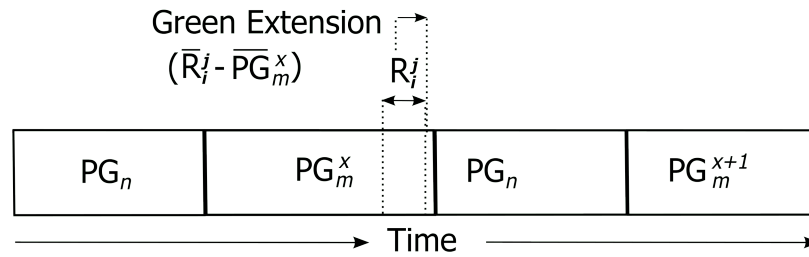 Green Extension
(R̅ᵢʲ - P̅G̅ₘˣ)
Rᵢʲ
PGₙ PGₘˣ PGₙ PGₘˣ⁺¹
Time